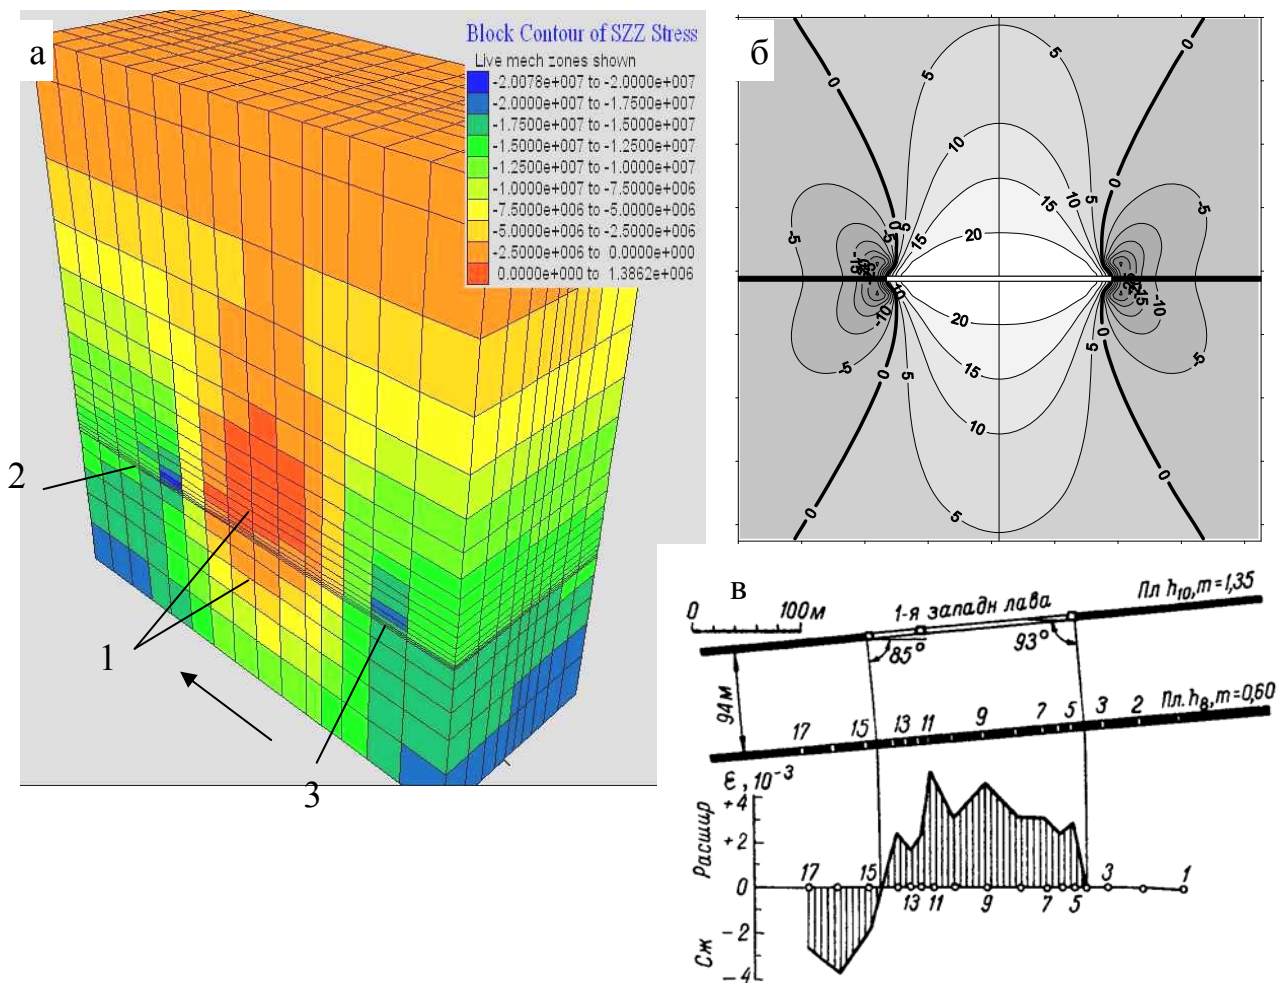 а
Block Contour of SZZ Stress
Live mech zones shown
-2.0078e+007 to -2.0000e+007
-2.0000e+007 to -1.7500e+007
-1.7500e+007 to -1.5000e+007
-1.5000e+007 to -1.2500e+007
-1.2500e+007 to -1.0000e+007
-1.0000e+007 to -7.5000e+006
-7.5000e+006 to -5.0000e+006
-5.0000e+006 to -2.5000e+006
-2.5000e+006 to 0.0000e+000
0.0000e+000 to 1.3862e+006
2
1
3
б
0 5 0
10
0 5 15 10 5 0
-5 -5 20 -5
-15 -15
10 -10
-10 20
-5 0 5 15 5 0 -5
10
0 5 0
в
0 100м
1-я западн лава
Пл h10, m=1,35
85° 93°
94м
Пл. h8, m=0,60
17 15 13 11 9 7 5 3 2
ε, 10-3
+4
+2
0
-2
-4
Расшир
Сж
17 15 3 1
13 11 9 7 5